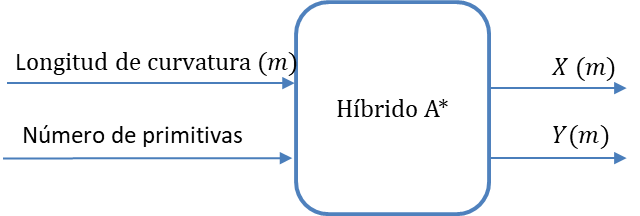 Longitud de curvatura (m)
X (m)
Híbrido A*
Número de primitivas
Y(m)